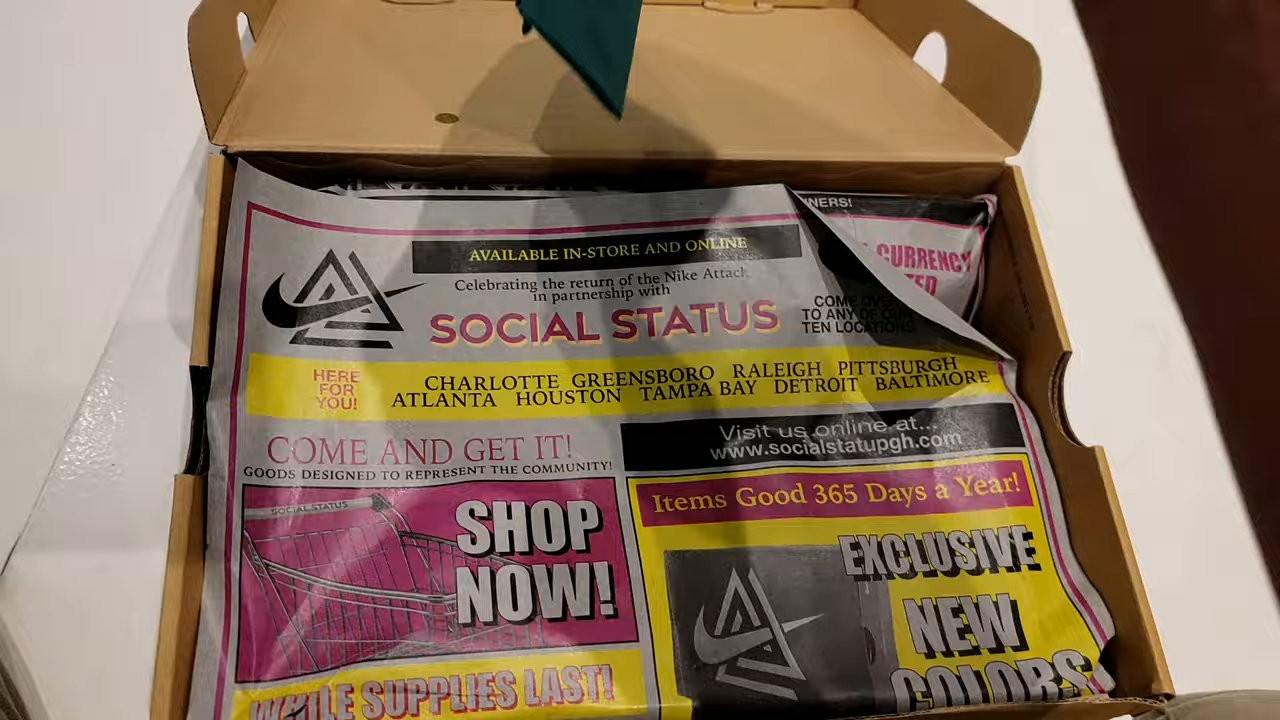 NERS!
CURRENCY
AVAILABLE IN-STORE AND ONLINE
Celebrating the return of the Nike Attack
in partnership with
SOCIAL STATUS
COME OVER
TO ANY OF OUR
TEN LOCATIONS
HERE
FOR
YOU!
CHARLOTTE GREENSBORO RALEIGH PITTSBURGH
ATLANTA HOUSTON TAMPA BAY DETROIT BALTIMORE
COME AND GET IT!
GOODS DESIGNED TO REPRESENT THE COMMUNITY!
Visit us online at...
www.socialstatupgh.com
SOCIAL STATUS
SHOP
NOW!
Items Good 365 Days a Year!
EXCLUSIVE
NEW
COLORS
WHILE SUPPLIES LAST!